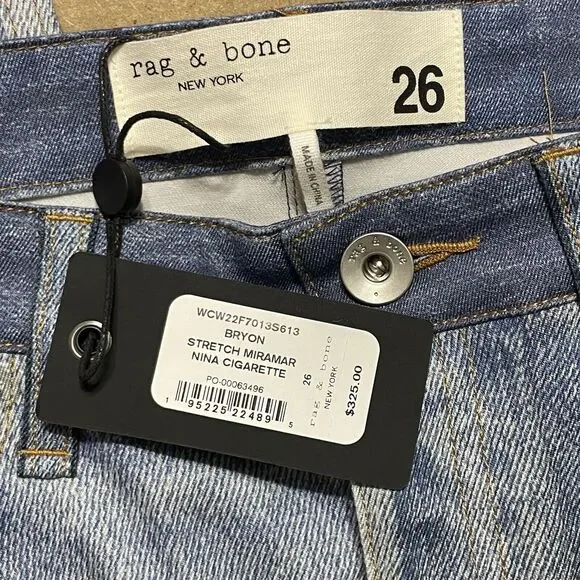 rag & bone
NEW YORK
26
MADE IN CHINA
rag & bone
WCW22F7013S613
BRYON
STRETCH MIRAMAR
NINA CIGARETTE
PO-00063496
1 95225 22489 5
26
rag & bone
NEW YORK
$325.00